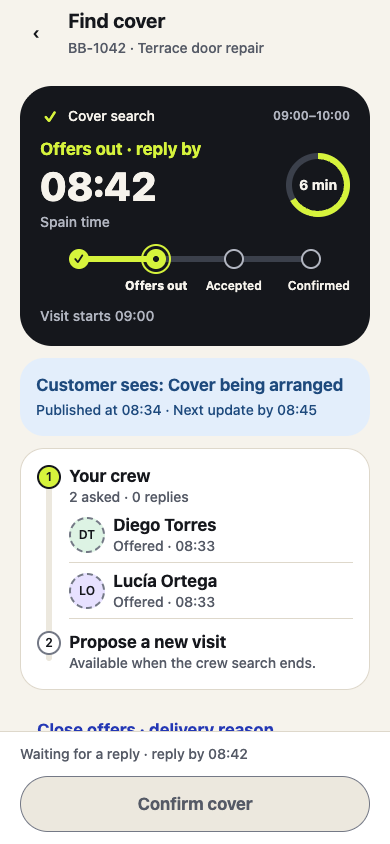 Find cover
BB-1042 · Terrace door repair
Cover search
09:00–10:00
Offers out · reply by
08:42
6 min
Spain time
Offers out
Accepted
Confirmed
Visit starts 09:00
Customer sees: Cover being arranged
Published at 08:34 · Next update by 08:45
1
Your crew
2 asked · 0 replies
DT
Diego Torres
Offered · 08:33
LO
Lucía Ortega
Offered · 08:33
2
Propose a new visit
Available when the crew search ends.
Close offers · delivery reason
Waiting for a reply · reply by 08:42
Confirm cover